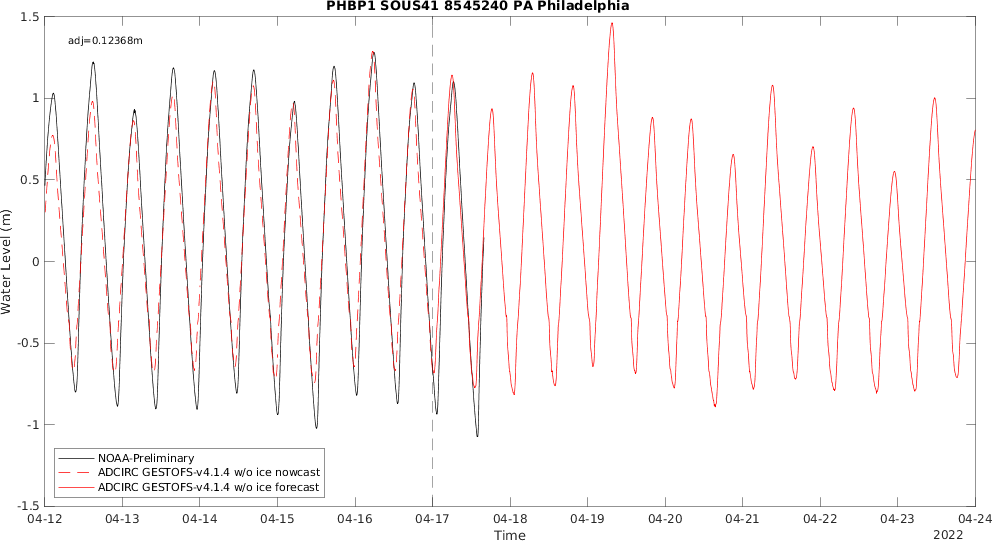 PHBP1 SOUS41 8545240 PA Philadelphia
adj=0.12368m
1.5
1
0.5
0
-0.5
-1
-1.5
Water Level (m)
NOAA-Preliminary
ADCIRC GESTOFS-v4.1.4 w/o ice nowcast
ADCIRC GESTOFS-v4.1.4 w/o ice forecast
04-12 04-13 04-14 04-15 04-16 04-17 04-18 04-19 04-20 04-21 04-22 04-23 04-24
Time
2022